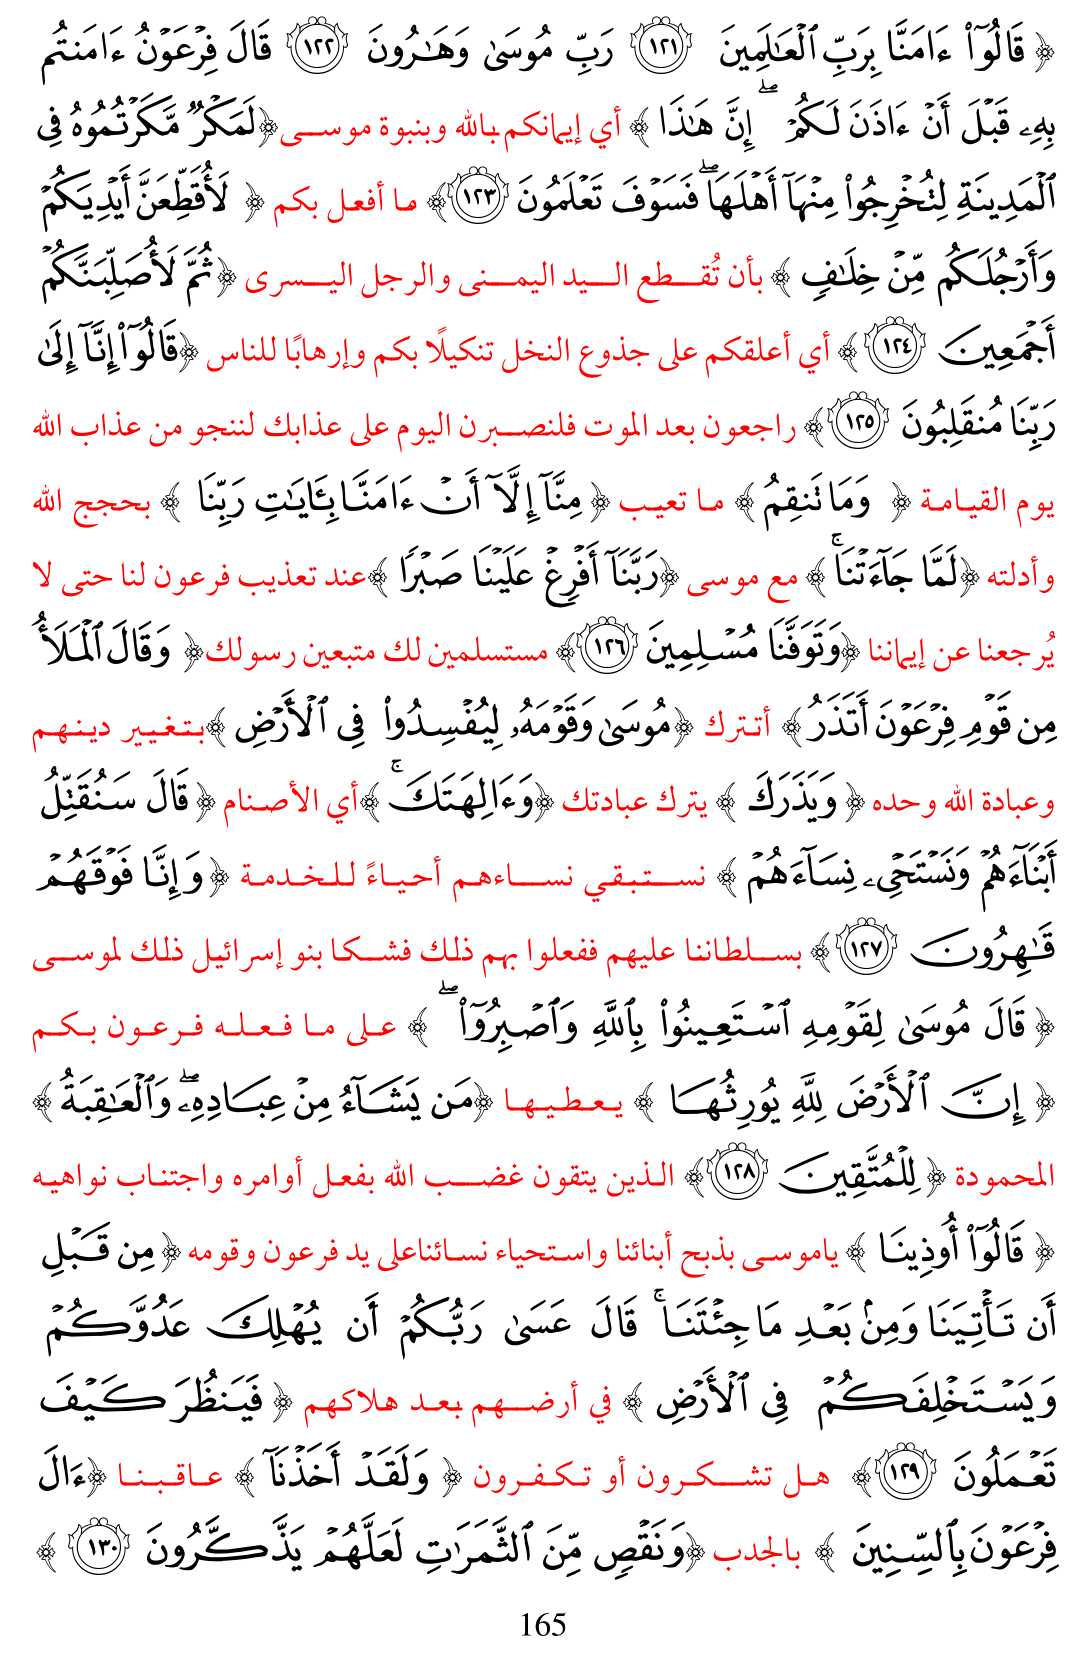 ﴿ قَالُوٓا۟ ءَامَنَّا بِرَبِّ ٱلْعَـٰلَمِينَ ١٢١ رَبِّ مُوسَىٰ وَهَـٰرُونَ ١٢٢ قَالَ فِرْعَوْنُ ءَامَنتُم
بِهِۦ قَبْلَ أَنْ ءَاذَنَ لَكُمْ ۖ إِنَّ هَـٰذَا ﴾ أي إيمانكم بالله وبنبوة موسى ﴿لَمَكْرٌ مَّكَرْتُمُوهُ فِى
ٱلْمَدِينَةِ لِتُخْرِجُوا۟ مِنْهَآ أَهْلَهَا ۖ فَسَوْفَ تَعْلَمُونَ ١٢٣﴾ ما أفعل بكم ﴿ لَأُقَطِّعَنَّ أَيْدِيَكُمْ
وَأَرْجُلَكُم مِّنْ خِلَـٰفٍ ﴾ بأن تُقطع اليد اليمنى والرجل اليسرى ﴿ثُمَّ لَأُصَلِّبَنَّكُمْ
أَجْمَعِينَ ١٢٤ ﴾ أي أعلقكم على جذوع النخل تنكيلًا بكم وإرهابًا للناس ﴿قَالُوٓا۟ إِنَّآ إِلَىٰ
رَبِّنَا مُنقَلِبُونَ ١٢٥﴾ راجعون بعد الموت فلنصبرن اليوم على عذابك لننجو من عذاب الله
يوم القيامة ﴿ وَمَا تَنقِمُ ﴾ ما تعيب ﴿ مِنَّآ إِلَّآ أَنْ ءَامَنَّا بِـَٔايَـٰتِ رَبِّنَا ﴾ بحجج الله
وأدلته ﴿لَمَّا جَآءَتْنَا ۚ ﴾ مع موسى ﴿رَبَّنَآ أَفْرِغْ عَلَيْنَا صَبْرًا ﴾عند تعذيب فرعون لنا حتى لا
يُرجعنا عن إيماننا ﴿وَتَوَفَّنَا مُسْلِمِينَ ١٢٦﴾ مستسلمين لك متبعين رسولك﴿ وَقَالَ ٱلْمَلَأُ
مِن قَوْمِ فِرْعَوْنَ أَتَذَرُ ﴾ أتترك ﴿مُوسَىٰ وَقَوْمَهُۥ لِيُفْسِدُوا۟ فِى ٱلْأَرْضِ ﴾بتغيير دينهم
وعبادة الله وحده ﴿ وَيَذَرَكَ ﴾ يترك عبادتك ﴿وَءَالِهَتَكَ ۚ ﴾أي الأصنام ﴿ قَالَ سَنُقَتِّلُ
أَبْنَآءَهُمْ وَنَسْتَحْىِۦ نِسَآءَهُمْ ﴾ نستبقي نساءهم أحياءً للخدمة ﴿ وَإِنَّا فَوْقَهُمْ
قَـٰهِرُونَ ١٢٧ ﴾ بسلطاننا عليهم ففعلوا بهم ذلك فشكا بنو إسرائيل ذلك لموسى
﴿ قَالَ مُوسَىٰ لِقَوْمِهِ ٱسْتَعِينُوا۟ بِٱللَّهِ وَٱصْبِرُوٓا۟ ۖ ﴾ على ما فعله فرعون بكم
﴿ إِنَّ ٱلْأَرْضَ لِلَّهِ يُورِثُهَا ﴾ يعطيها ﴿مَن يَشَآءُ مِنْ عِبَادِهِۦ ۖ وَٱلْعَـٰقِبَةُ ﴾
المحمودة ﴿ لِلْمُتَّقِينَ ١٢٨﴾ الذين يتقون غضب الله بفعل أوامره واجتناب نواهيه
﴿ قَالُوٓا۟ أُوذِينَا ﴾ ياموسى بذبح أبنائنا واستحياء نسائناعلى يد فرعون وقومه ﴿ مِن قَبْلِ
أَن تَأْتِيَنَا وَمِنۢ بَعْدِ مَا جِئْتَنَا ۚ قَالَ عَسَىٰ رَبُّكُمْ أَن يُهْلِكَ عَدُوَّكُمْ
وَيَسْتَخْلِفَكُمْ فِى ٱلْأَرْضِ ﴾ في أرضهم بعد هلاكهم ﴿ فَيَنظُرَ كَيْفَ
تَعْمَلُونَ ١٢٩﴾ هل تشكرون أو تكفرون ﴿ وَلَقَدْ أَخَذْنَآ ﴾ عاقبنا ﴿ءَالَ
فِرْعَوْنَ بِٱلسِّنِينَ ﴾ بالجدب ﴿وَنَقْصٍ مِّنَ ٱلثَّمَرَٰتِ لَعَلَّهُمْ يَذَّكَّرُونَ ١٣٠ ﴾
165